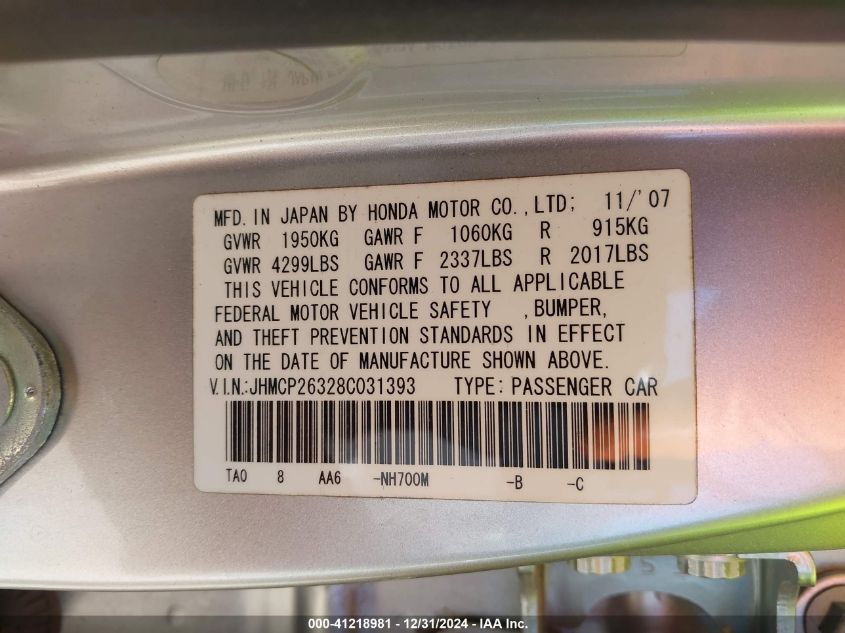 MFD. IN JAPAN BY HONDA MOTOR CO.,LTD; 11/'07
GVWR 1950KG GAWR F 1060KG R 915KG
GVWR 4299LBS GAWR F 2337LBS R 2017LBS
THIS VEHICLE CONFORMS TO ALL APPLICABLE
FEDERAL MOTOR VEHICLE SAFETY ,BUMPER,
AND THEFT PREVENTION STANDARDS IN EFFECT
ON THE DATE OF MANUFACTURE SHOWN ABOVE.
V.I.N.:JHMCP26328C031393 TYPE: PASSENGER CAR
TA0 8 AA6 -NH700M -B -C
000-41218981 - 12/31/2024 - IAA Inc.